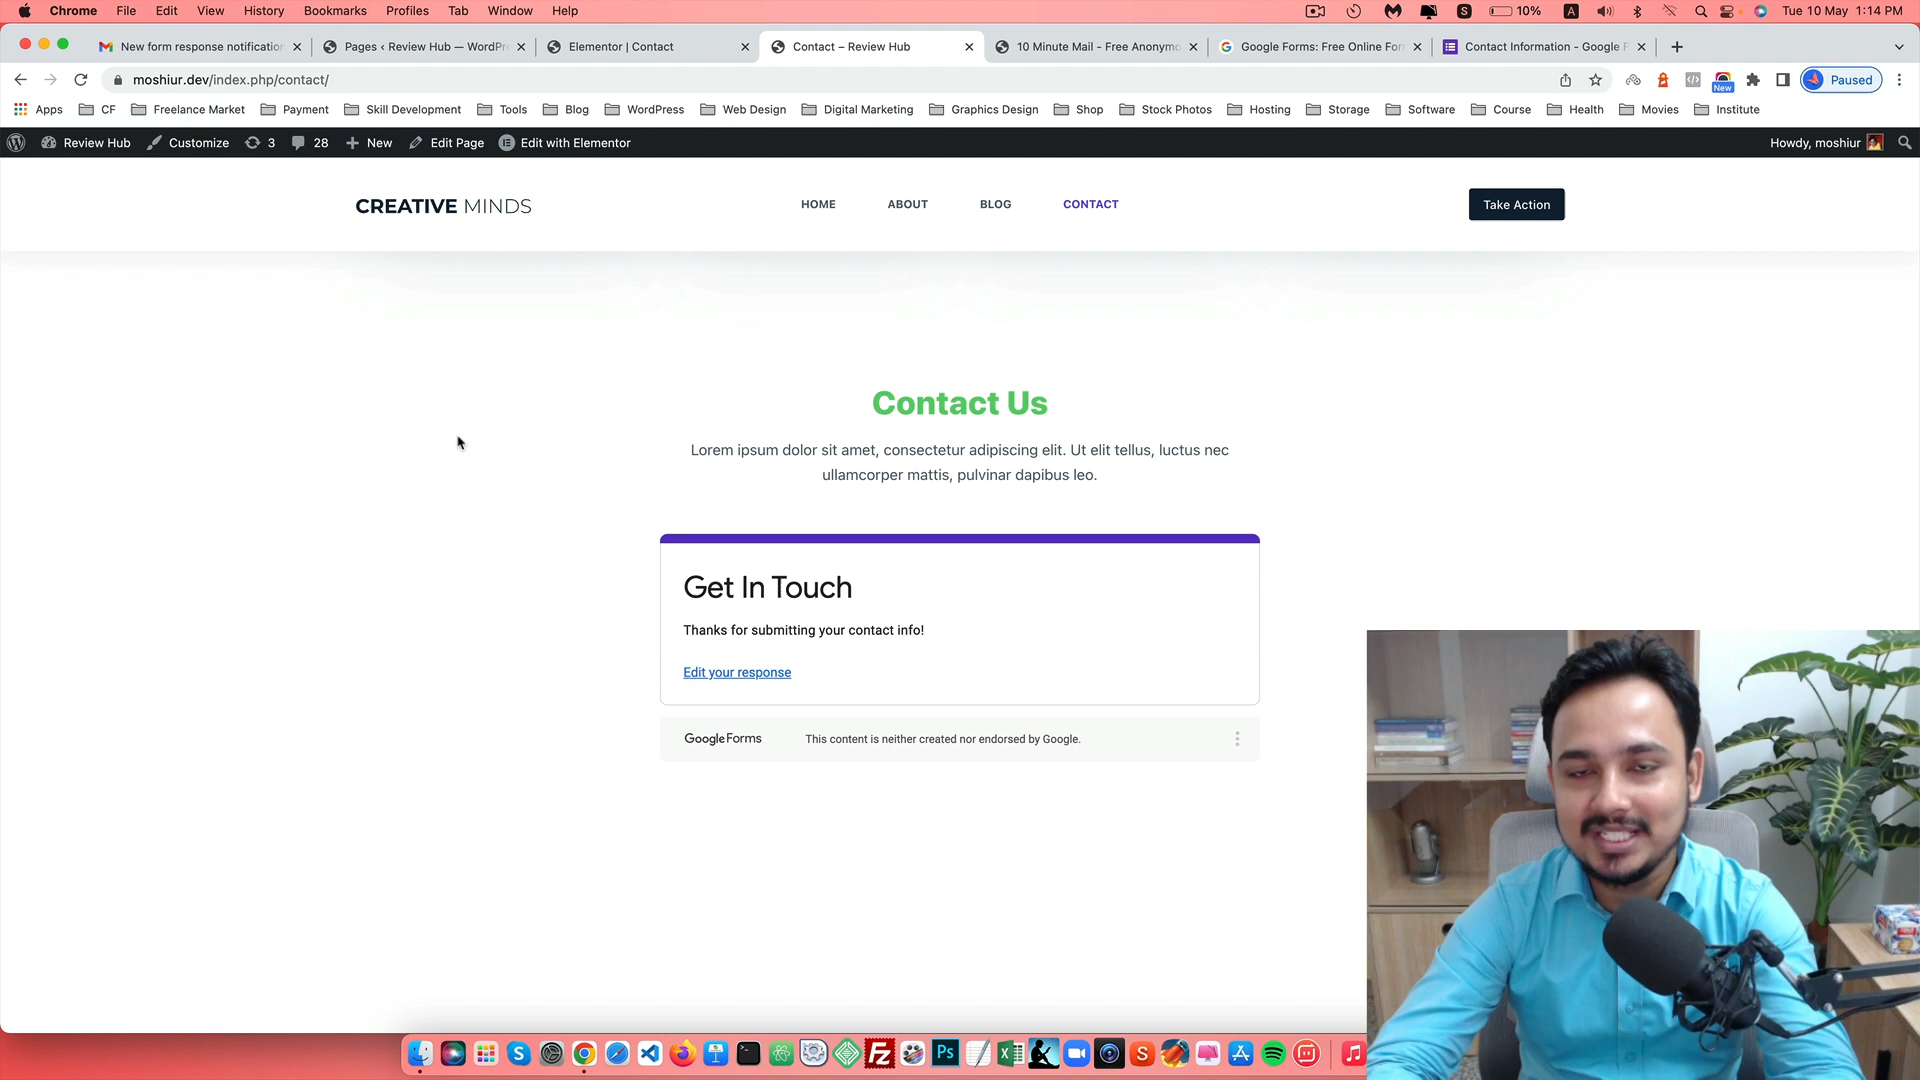 Chrome File Edit View History Bookmarks Profiles Tab Window Help 10% A Tue 10 May 1:14 PM
New form response notification Pages ‹ Review Hub — WordPr Elementor | Contact Contact – Review Hub 10 Minute Mail - Free Anonymo Google Forms: Free Online For Contact Information - Google F
moshiur.dev/index.php/contact/ New Paused
Apps CF Freelance Market Payment Skill Development Tools Blog WordPress Web Design Digital Marketing Graphics Design Shop Stock Photos Hosting Storage Software Course Health Movies Institute
Review Hub Customize 3 28 New Edit Page Edit with Elementor Howdy, moshiur
CREATIVE MINDS HOME ABOUT BLOG CONTACT Take Action
Contact Us
Lorem ipsum dolor sit amet, consectetur adipiscing elit. Ut elit tellus, luctus nec
ullamcorper mattis, pulvinar dapibus leo.
Get In Touch
Thanks for submitting your contact info!
Edit your response
Google Forms This content is neither created nor endorsed by Google.